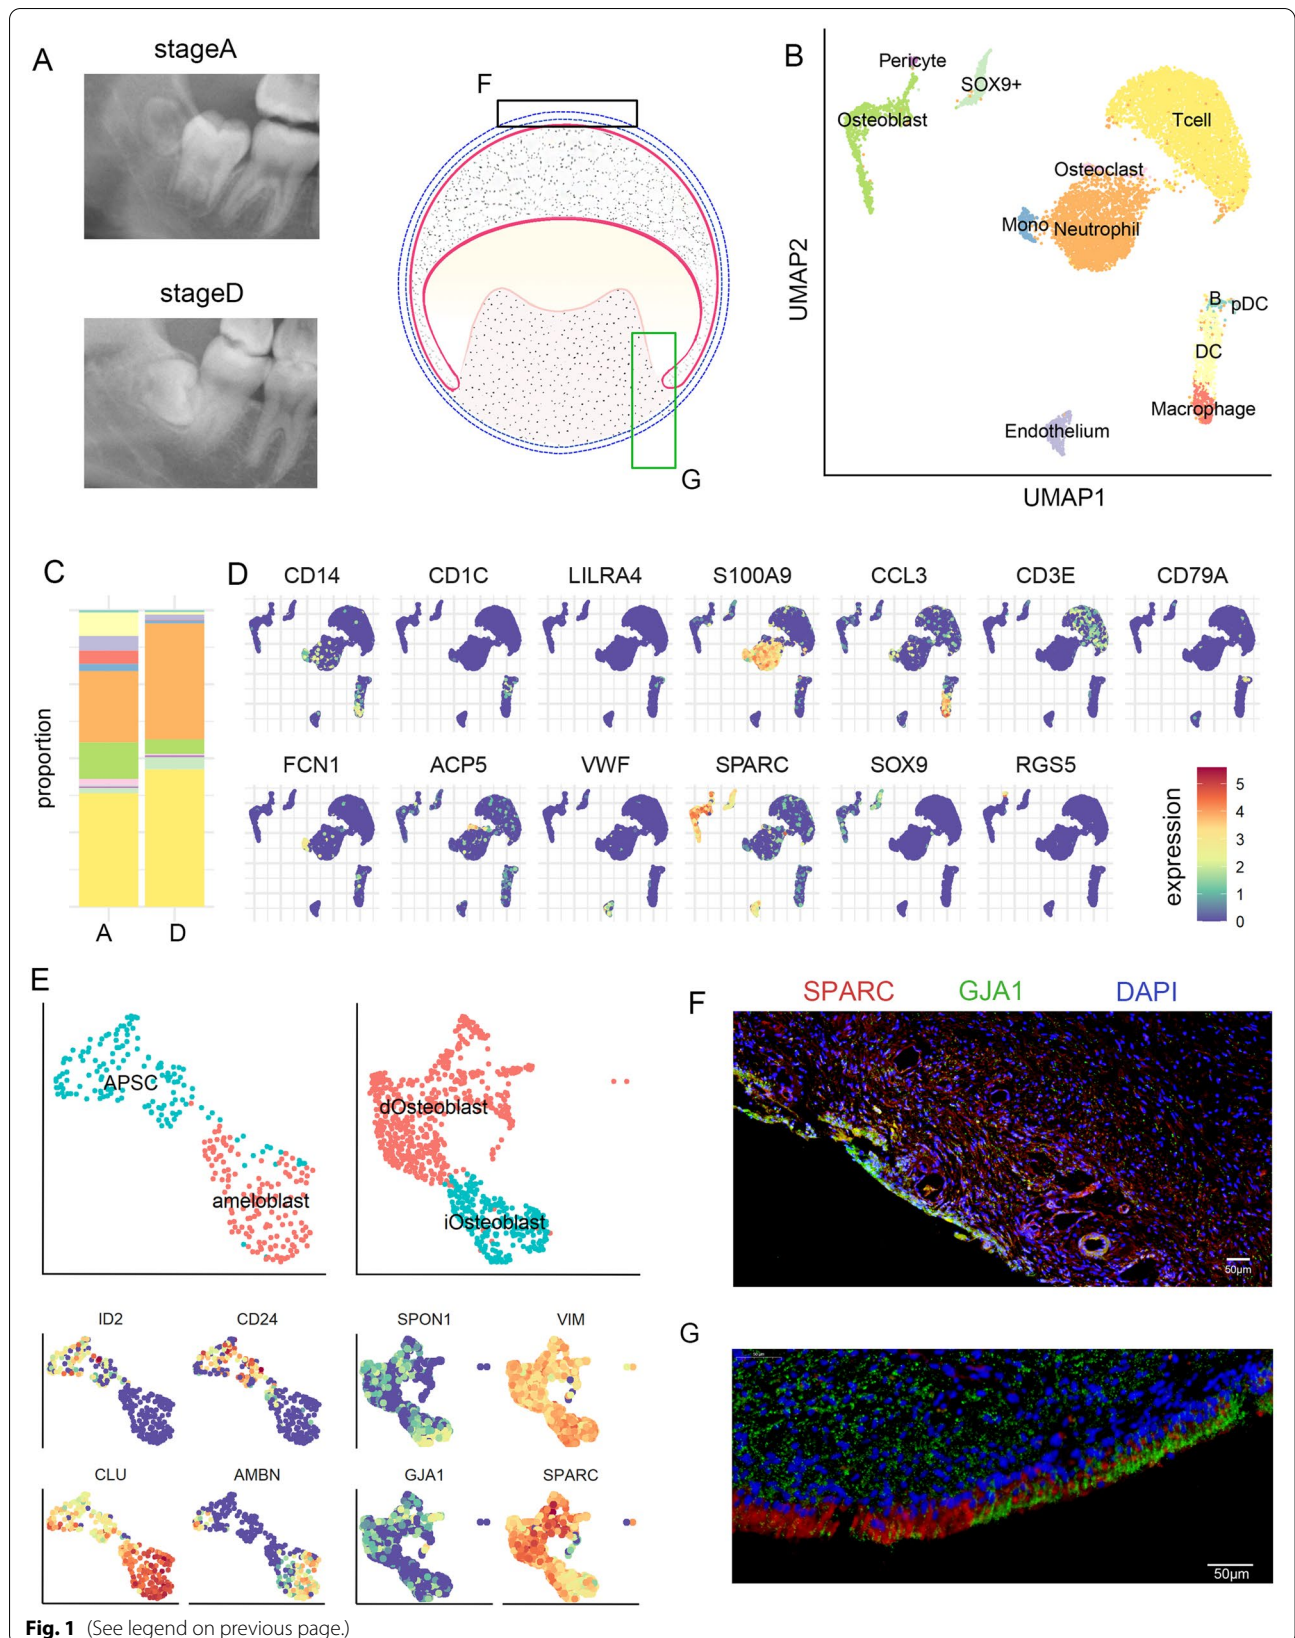 A
stageA
stageD
F
G
B
Pericyte
SOX9+
Osteoblast
Tcell
Osteoclast
Mono
Neutrophil
B
pDC
DC
Macrophage
Endothelium
UMAP2
UMAP1
C
proportion
A
D
D
CD14
CD1C
LILRA4
S100A9
CCL3
CD3E
CD79A
FCN1
ACP5
VWF
SPARC
SOX9
RGS5
expression
5
4
3
2
1
0
E
APSC
ameloblast
dOsteoblast
iOsteoblast
ID2
CD24
SPON1
VIM
CLU
AMBN
GJA1
SPARC
F
SPARC
GJA1
DAPI
50µm
G
50µm
Fig. 1 (See legend on previous page.)